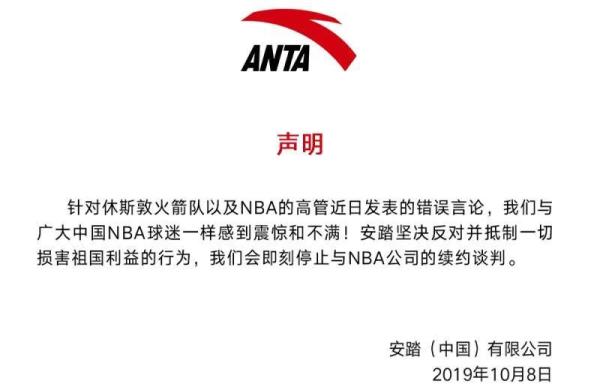 ANTA
声明
针对休斯敦火箭队以及NBA的高管近日发表的错误言论，我们与
广大中国NBA球迷一样感到震惊和不满！安踏坚决反对并抵制一切
损害祖国利益的行为，我们会即刻停止与NBA公司的续约谈判。
安踏（中国）有限公司
2019年10月8日